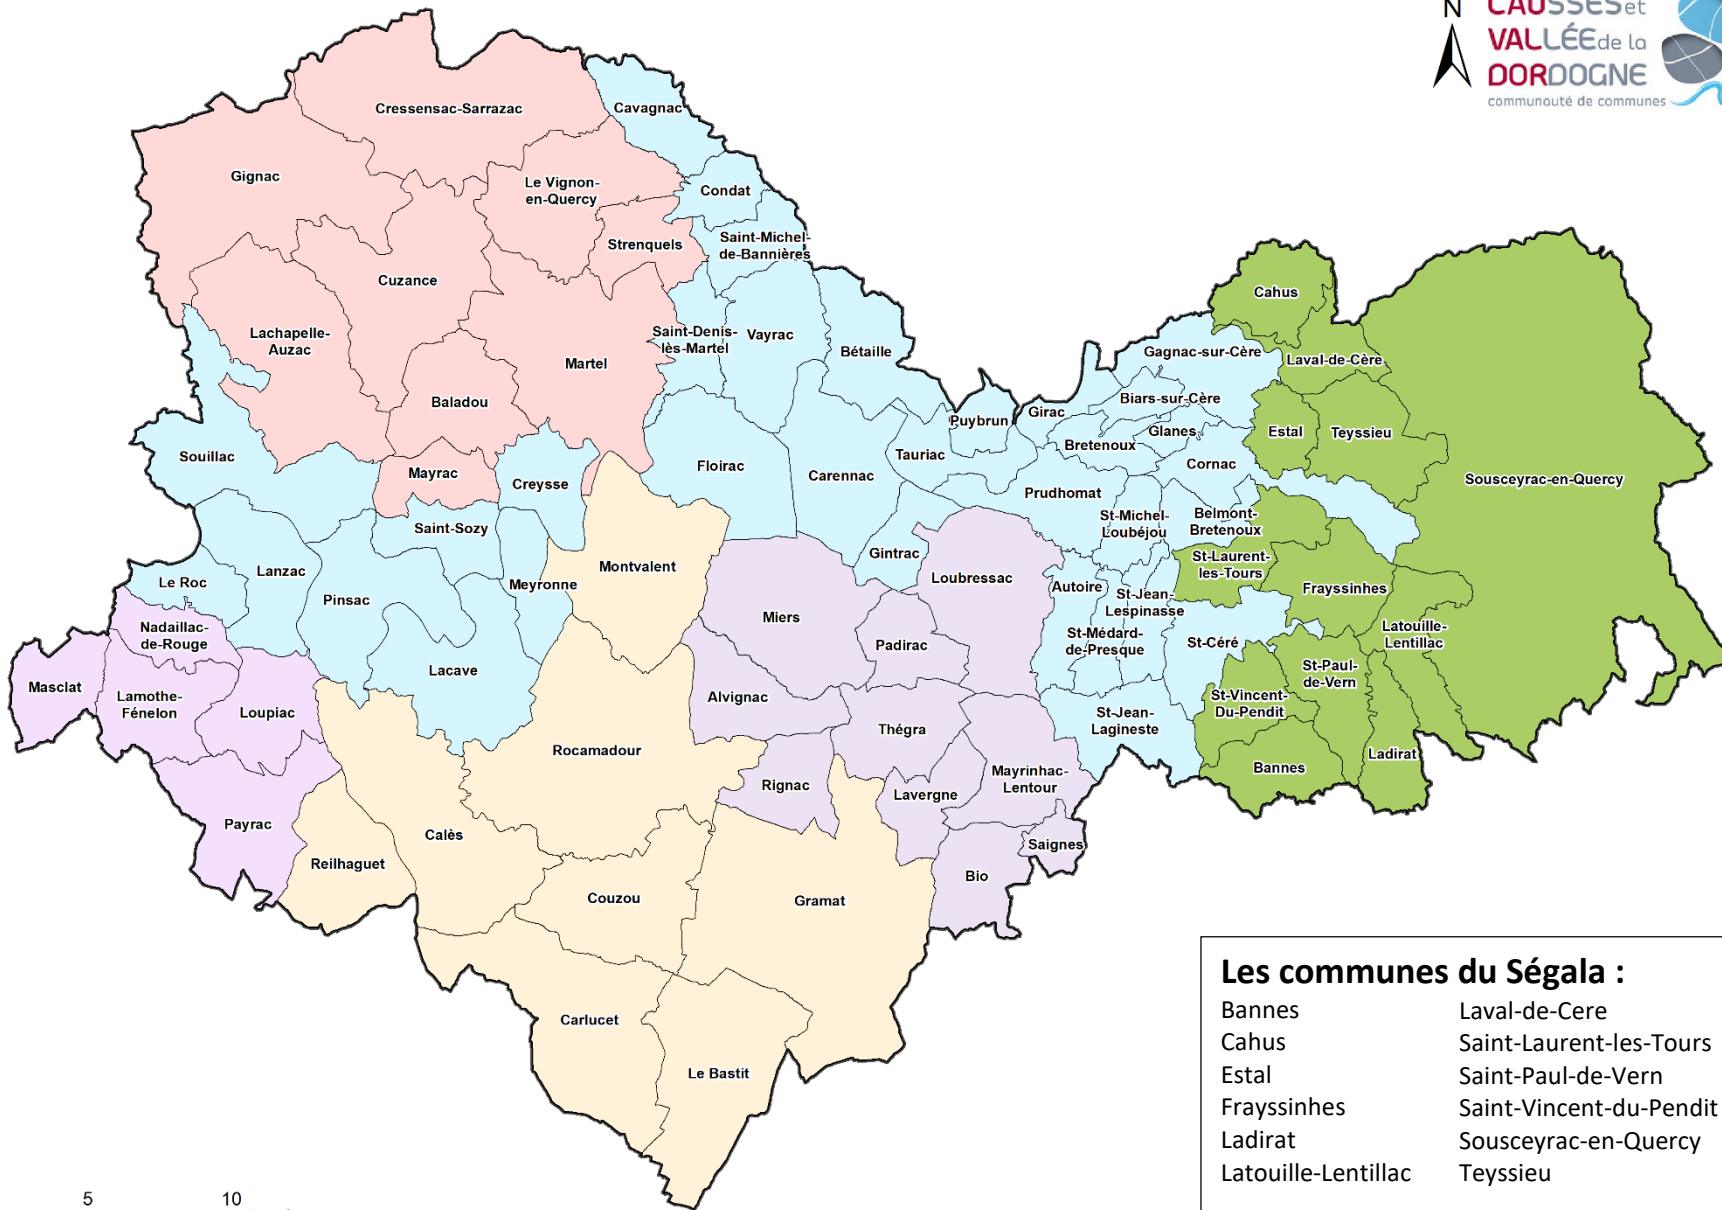 N
CAUSSES et
VALLÉE de la
DORDOGNE
communauté de communes
Cressensac-Sarrazac
Cavagnac
Gignac
Le Vignon-
en-Quercy
Condat
Strenquels
Saint-Michel-
de-Bannières
Cuzance
Cahus
Lachapelle-
Auzac
Saint-Denis-
lès-Martel
Vayrac
Bétaille
Gagnac-sur-Cère
Laval-de-Cère
Martel
Baladou
Biars-sur-Cère
Girac
Puybrun
Bretenoux
Glanes
Estal
Teyssieu
Souillac
Mayrac
Creysse
Floirac
Carennac
Tauriac
Cornac
Sousceyrac-en-Quercy
Prudhomat
Saint-Sozy
St-Michel-
Loubéjou
Belmont-
Bretenoux
Gintrac
St-Laurent-
les-Tours
Le Roc
Lanzac
Pinsac
Meyronne
Montvalent
Loubressac
Autoire
St-Jean-
Lespinasse
Frayssinhes
Nadaillac-
de-Rouge
Miers
Padirac
St-Médard-
de-Presque
St-Céré
Latouille-
Lentillac
Masclat
Lamothe-
Fénelon
Loupiac
Lacave
Alvignac
St-Paul-
de-Vern
St-Vincent-
Du-Pendit
Rocamadour
Thégra
St-Jean-
Lagineste
Rignac
Lavergne
Mayrinhac-
Lentour
Bannes
Ladirat
Payrac
Reilhaguet
Calès
Saignes
Couzou
Gramat
Bio
Carlucet
Le Bastit
Les communes du Ségala :
Bannes
Cahus
Estal
Frayssinhes
Ladirat
Latouille-Lentillac
Laval-de-Cere
Saint-Laurent-les-Tours
Saint-Paul-de-Vern
Saint-Vincent-du-Pendit
Sousceyrac-en-Quercy
Teyssieu
5 10